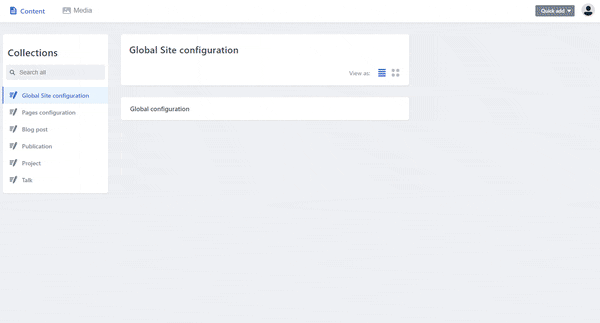 Content
Media
Quick add
Collections
Search all
Global Site configuration
Pages configuration
Blog post
Publication
Project
Talk
Global Site configuration
View as:
Global configuration